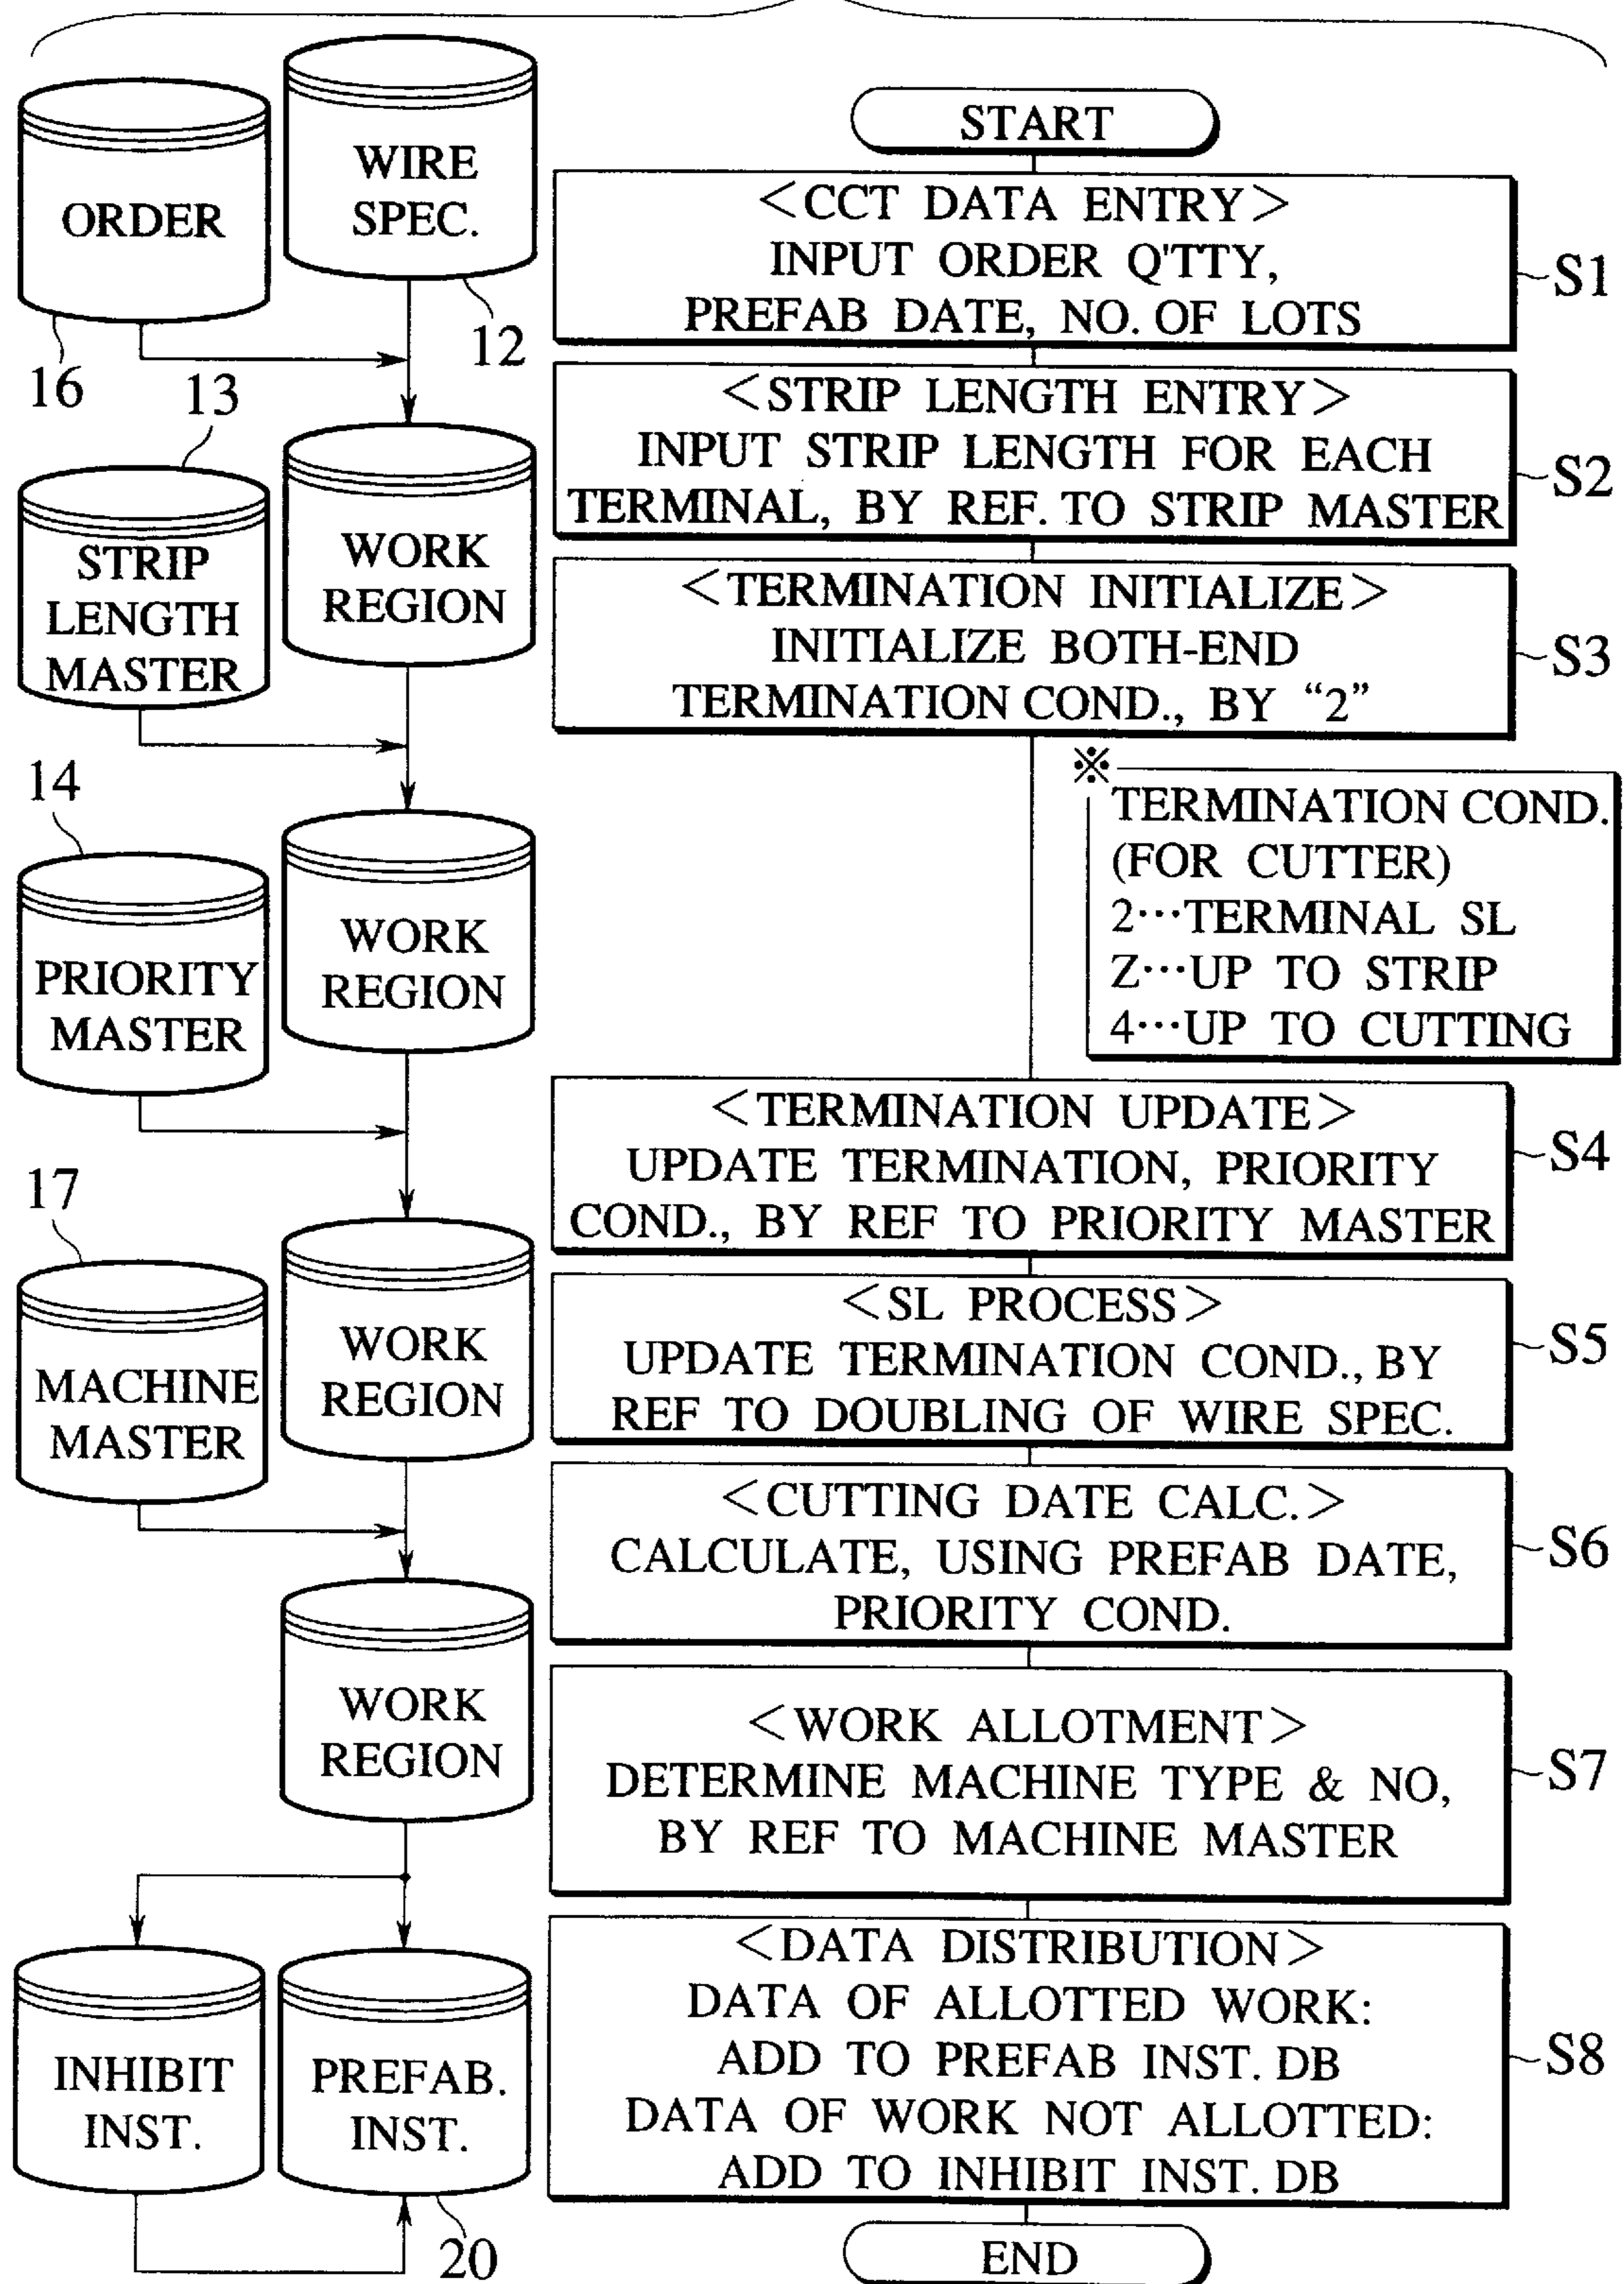 ORDER
16
WIRE
SPEC.
12
13
STRIP
LENGTH
MASTER
WORK
REGION
14
PRIORITY
MASTER
WORK
REGION
17
MACHINE
MASTER
WORK
REGION
WORK
REGION
INHIBIT
INST.
PREFAB.
INST.
20
START
<CCT DATA ENTRY>
INPUT ORDER Q'TTY,
PREFAB DATE, NO. OF LOTS
S1
<STRIP LENGTH ENTRY>
INPUT STRIP LENGTH FOR EACH
TERMINAL, BY REF. TO STRIP MASTER
S2
<TERMINATION INITIALIZE>
INITIALIZE BOTH-END
TERMINATION COND., BY “2”
S3
※
TERMINATION COND.
(FOR CUTTER)
2⋯TERMINAL SL
Z⋯UP TO STRIP
4⋯UP TO CUTTING
<TERMINATION UPDATE>
UPDATE TERMINATION, PRIORITY
COND., BY REF TO PRIORITY MASTER
S4
<SL PROCESS>
UPDATE TERMINATION COND., BY
REF TO DOUBLING OF WIRE SPEC.
S5
<CUTTING DATE CALC.>
CALCULATE, USING PREFAB DATE,
PRIORITY COND.
S6
<WORK ALLOTMENT>
DETERMINE MACHINE TYPE & NO,
BY REF TO MACHINE MASTER
S7
<DATA DISTRIBUTION>
DATA OF ALLOTTED WORK:
ADD TO PREFAB INST. DB
DATA OF WORK NOT ALLOTTED:
ADD TO INHIBIT INST. DB
S8
END